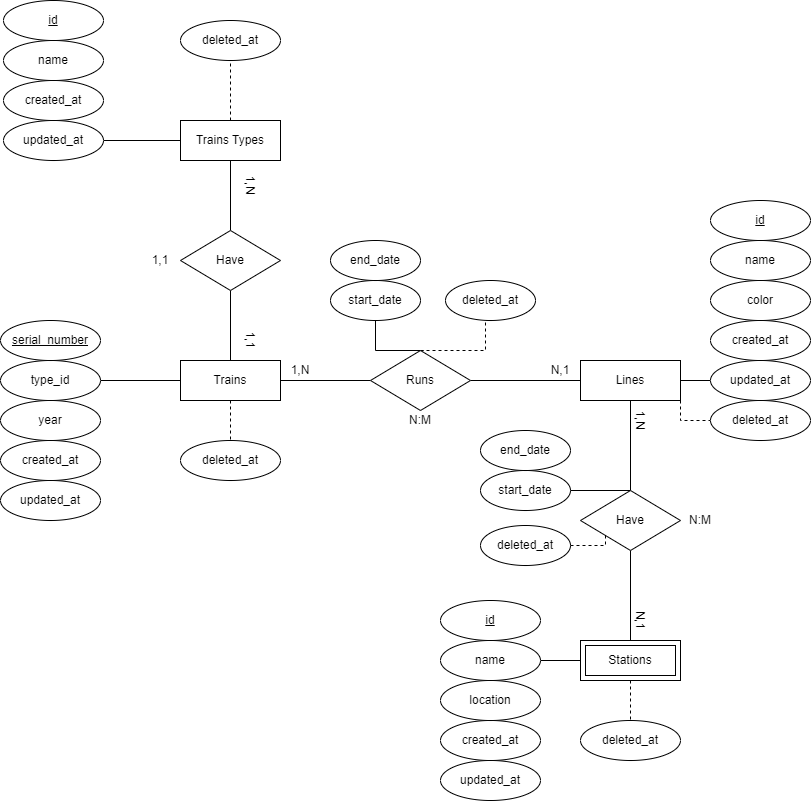 id
name
created_at
updated_at
deleted_at
Trains Types
1,N
Have
1,1
1,1
serial_number
type_id
year
created_at
updated_at
Trains
deleted_at
1,N
end_date
start_date
deleted_at
Runs
N:M
N,1
Lines
id
name
color
created_at
updated_at
deleted_at
1,N
end_date
start_date
deleted_at
Have
N:M
N,1
id
name
location
created_at
updated_at
Stations
deleted_at